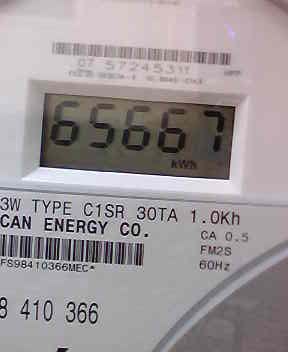 07 57245311
65667
kWh
3W TYPE C1SR 30TA 1.0Kh
CAN ENERGY CO.
CA 0.5
FM2S
60Hz
FS98410366MEC*
8 410 366